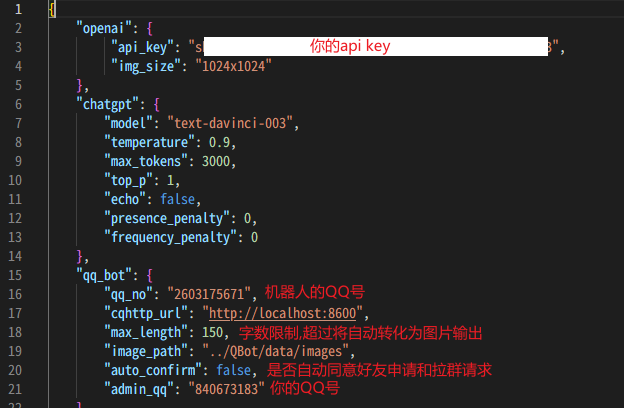 1 {
2 "openai": {
3 "api_key": "s 你的api key 3",
4 "img_size": "1024x1024"
5 },
6 "chatgpt": {
7 "model": "text-davinci-003",
8 "temperature": 0.9,
9 "max_tokens": 3000,
10 "top_p": 1,
11 "echo": false,
12 "presence_penalty": 0,
13 "frequency_penalty": 0
14 },
15 "qq_bot": {
16 "qq_no": "2603175671", 机器人的QQ号
17 "cqhttp_url": "http://localhost:8600",
18 "max_length": 150, 字数限制,超过将自动转化为图片输出
19 "image_path": "../QBot/data/images",
20 "auto_confirm": false, 是否自动同意好友申请和拉群请求
21 "admin_qq": "840673183" 你的QQ号